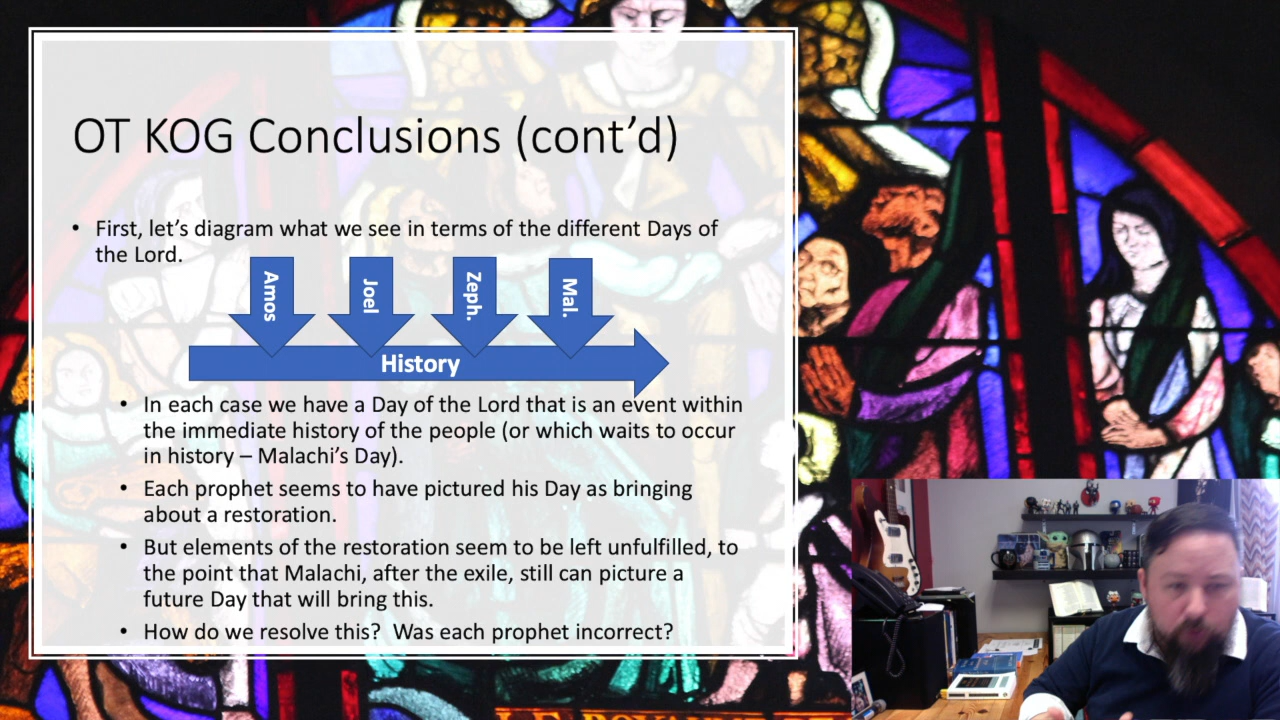 OT KOG Conclusions (cont’d)
• First, let’s diagram what we see in terms of the different Days of
the Lord.
Amos
Joel
Zeph.
Mal.
History
• In each case we have a Day of the Lord that is an event within
the immediate history of the people (or which waits to occur
in history – Malachi’s Day).
• Each prophet seems to have pictured his Day as bringing
about a restoration.
• But elements of the restoration seem to be left unfulfilled, to
the point that Malachi, after the exile, still can picture a
future Day that will bring this.
• How do we resolve this?  Was each prophet incorrect?